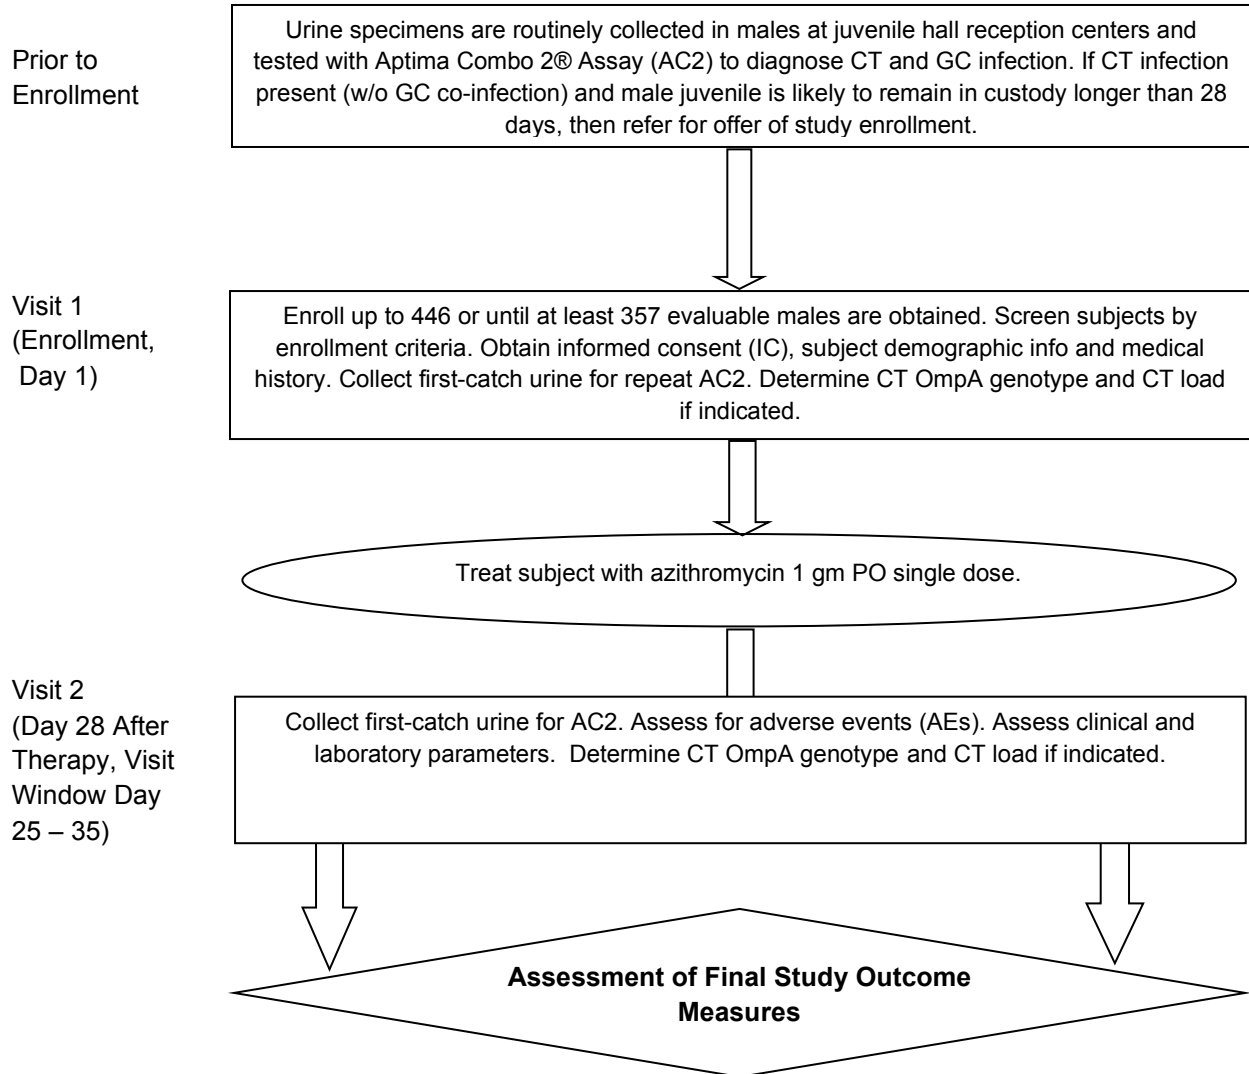 Prior to
Enrollment
Urine specimens are routinely collected in males at juvenile hall reception centers and
tested with Aptima Combo 2® Assay (AC2) to diagnose CT and GC infection. If CT infection
present (w/o GC co-infection) and male juvenile is likely to remain in custody longer than 28
days, then refer for offer of study enrollment.
Visit 1
(Enrollment,
Day 1)
Enroll up to 446 or until at least 357 evaluable males are obtained. Screen subjects by
enrollment criteria. Obtain informed consent (IC), subject demographic info and medical
history. Collect first-catch urine for repeat AC2. Determine CT OmpA genotype and CT load
if indicated.
Treat subject with azithromycin 1 gm PO single dose.
Visit 2
(Day 28 After
Therapy, Visit
Window Day
25 – 35)
Collect first-catch urine for AC2. Assess for adverse events (AEs). Assess clinical and
laboratory parameters.  Determine CT OmpA genotype and CT load if indicated.
Assessment of Final Study Outcome
Measures